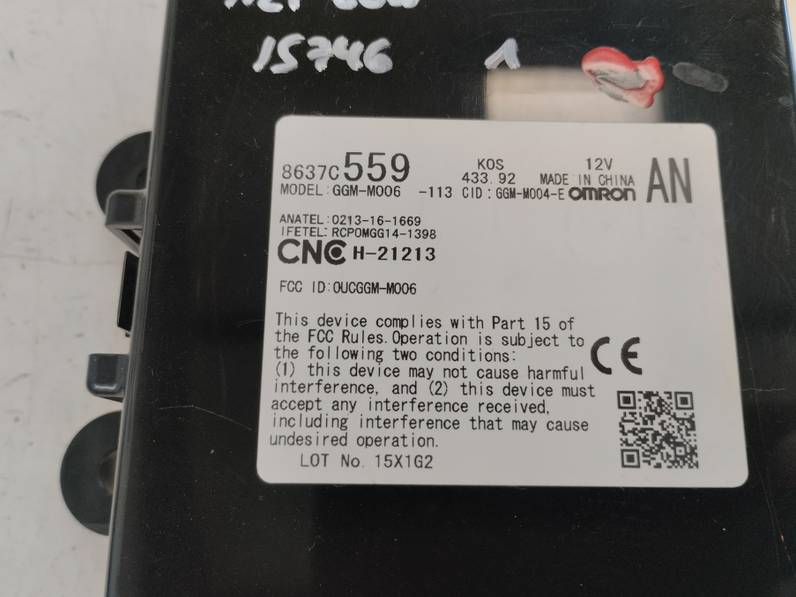 15746 1
8637C559 KOS 12V AN
MODEL:GGM-M006 -113 433.92 MADE IN CHINA
CID:GGM-M004-E OMRON
ANATEL:0213-16-1669
IFETEL:RCPOMGG14-1398
CNC H-21213
FCC ID:OUCGGM-M006
This device complies with Part 15 of
the FCC Rules.Operation is subject to
the following two conditions:
(1) this device may not cause harmful
interference, and (2) this device must
accept any interference received,
including interference that may cause
undesired operation.
CE
LOT No. 15X1G2